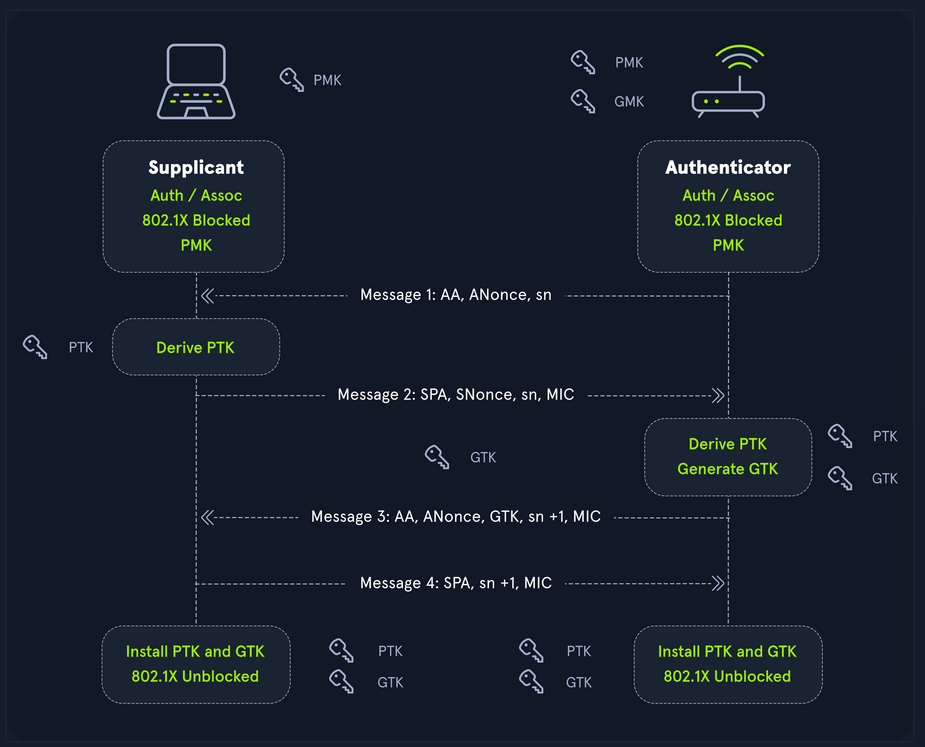 PMK
PMK
GMK
Supplicant
Auth / Assoc
802.1X Blocked
PMK
Authenticator
Auth / Assoc
802.1X Blocked
PMK
Message 1: AA, ANonce, sn
PTK
Derive PTK
Message 2: SPA, SNonce, sn, MIC
GTK
Derive PTK
Generate GTK
PTK
GTK
Message 3: AA, ANonce, GTK, sn +1, MIC
Message 4: SPA, sn +1, MIC
Install PTK and GTK
802.1X Unblocked
PTK
GTK
PTK
GTK
Install PTK and GTK
802.1X Unblocked